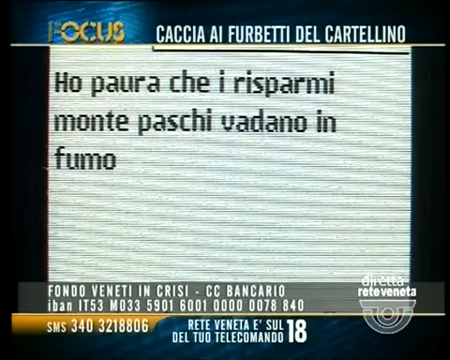 FOCUS
CACCIA AI FURBETTI DEL CARTELLINO
Ho paura che i risparmi
monte paschi vadano in
fumo
diretta
reteveneta
FONDO VENETI IN CRISI - CC BANCARIO
iban IT53 M033 5901 6001 0000 0078 840
SMS 340 3218806
RETE VENETA E' SUL
DEL TUO TELECOMANDO 18